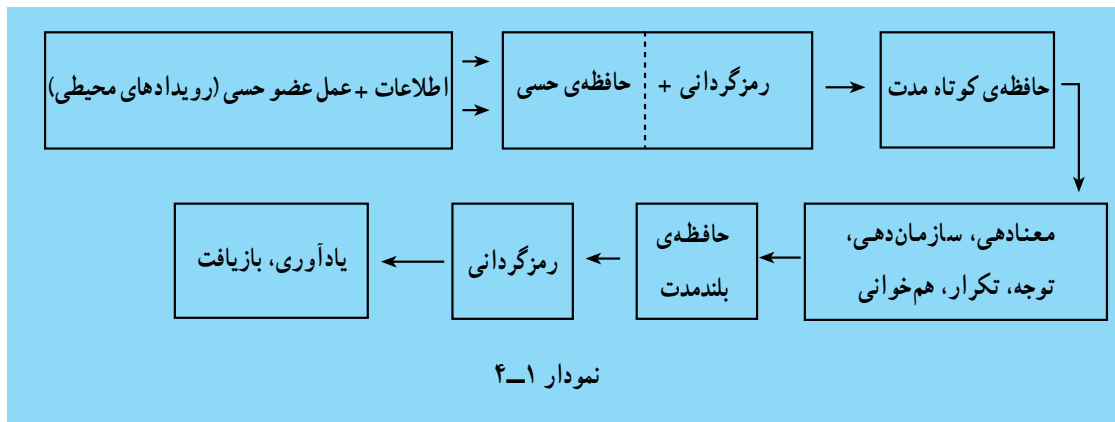 اطلاعات + عمل عضو حسی (رویدادهای محیطی)
حافظه‌ی حسی + رمزگردانی
حافظه‌ی کوتاه مدت
معنادهی، سازمان‌دهی،
توجه، تکرار، هم‌خوانی
حافظه‌ی
بلندمدت
رمزگردانی
یادآوری، بازیافت
نمودار ۱ــ۴